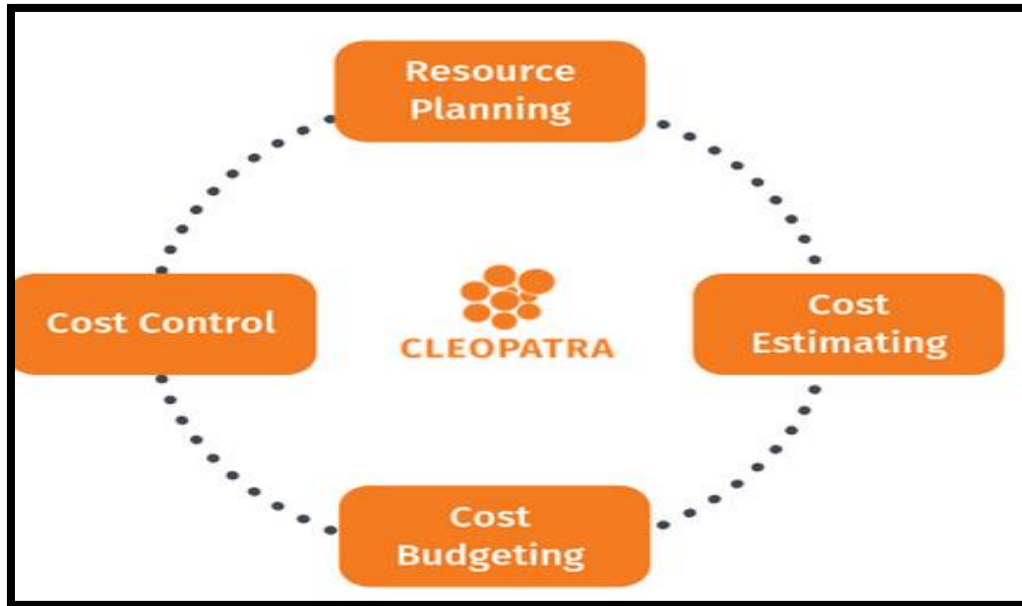 Resource
Planning
Cost Control
CLEOPATRA
Cost
Estimating
Cost
Budgeting